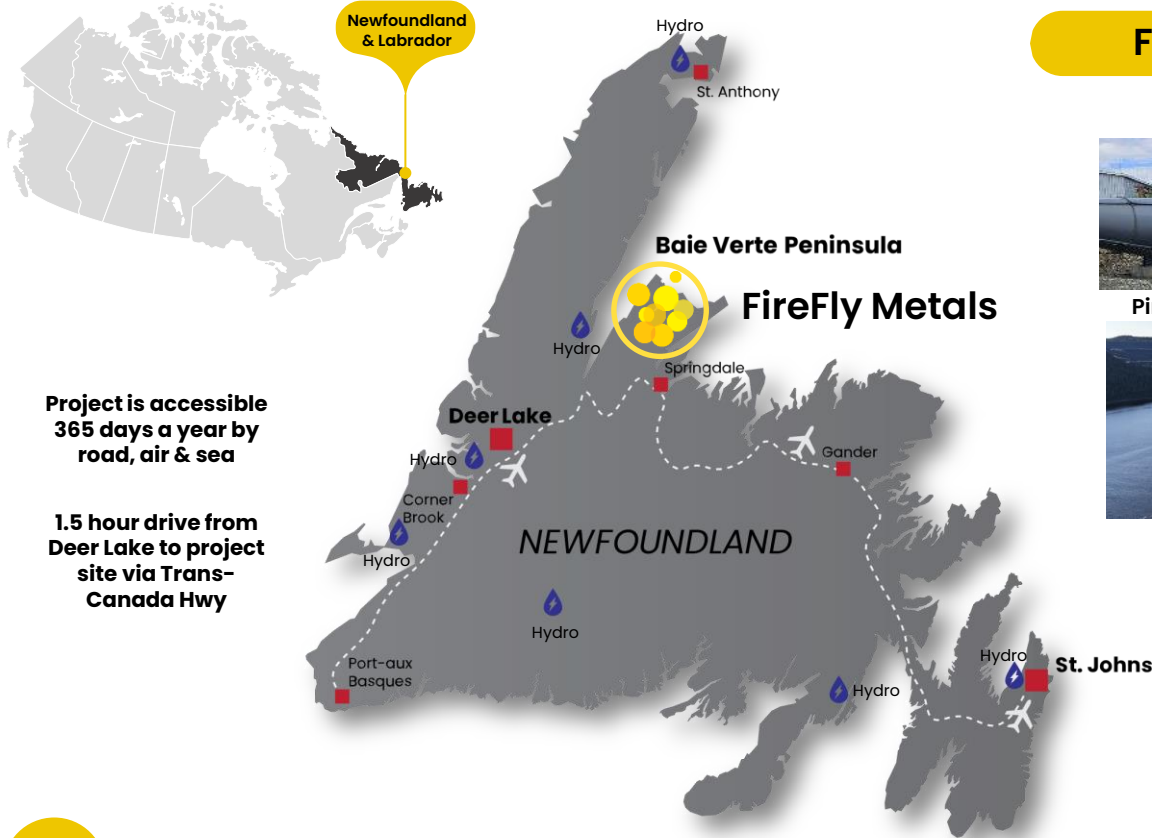 Newfoundland
& Labrador
Hydro
St. Anthony
Baie Verte Peninsula
FireFly Metals
Hydro
Springdale
Project is accessible
365 days a year by
road, air & sea
Deer Lake
Hydro
Gander
Corner
Brook
1.5 hour drive from
Deer Lake to project
site via Trans-
Canada Hwy
Hydro
NEWFOUNDLAND
Hydro
Port-aux
Basques
Hydro
Hydro
St. Johns